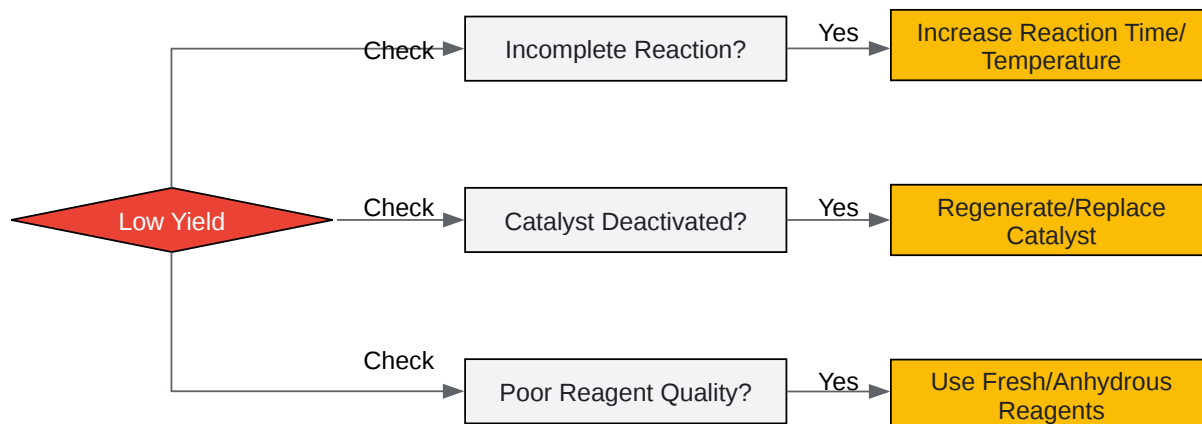 Check
Incomplete Reaction?
Yes
Increase Reaction Time/
Temperature
Low Yield
Check
Catalyst Deactivated?
Yes
Regenerate/Replace
Catalyst
Check
Poor Reagent Quality?
Yes
Use Fresh/Anhydrous
Reagents